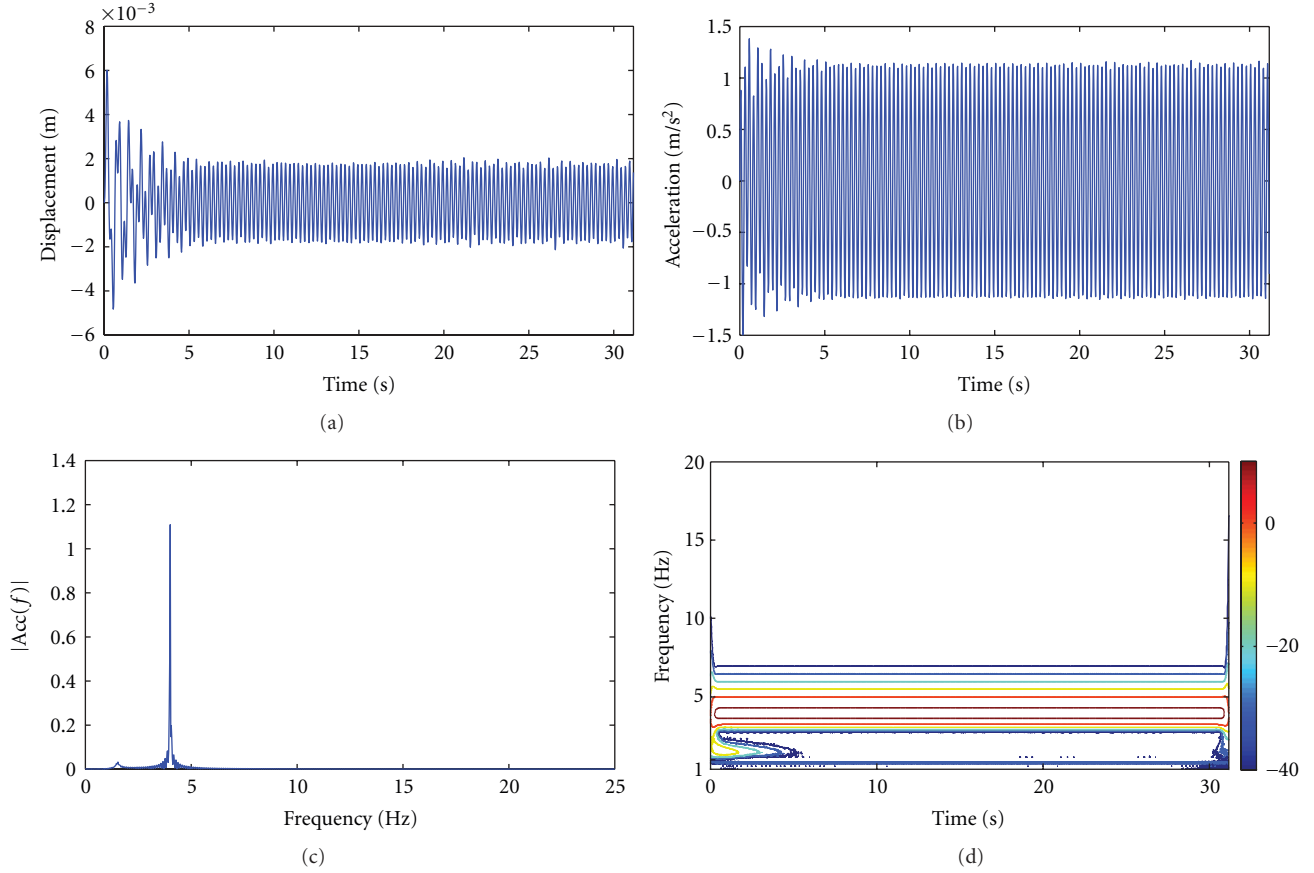 ×10−3
8
6
4
2
0
−2
−4
−6
0 5 10 15 20 25 30
Displacement (m)
Time (s)
(a)
1.5
1
0.5
0
−0.5
−1
−1.5
0 5 10 15 20 25 30
Acceleration (m/s2)
Time (s)
(b)
1.4
1.2
1
0.8
0.6
0.4
0.2
0
0 5 10 15 20 25
|Acc(f)|
Frequency (Hz)
(c)
20
15
10
5
1
0 10 20 30
Frequency (Hz)
Time (s)
0
−20
−40
(d)